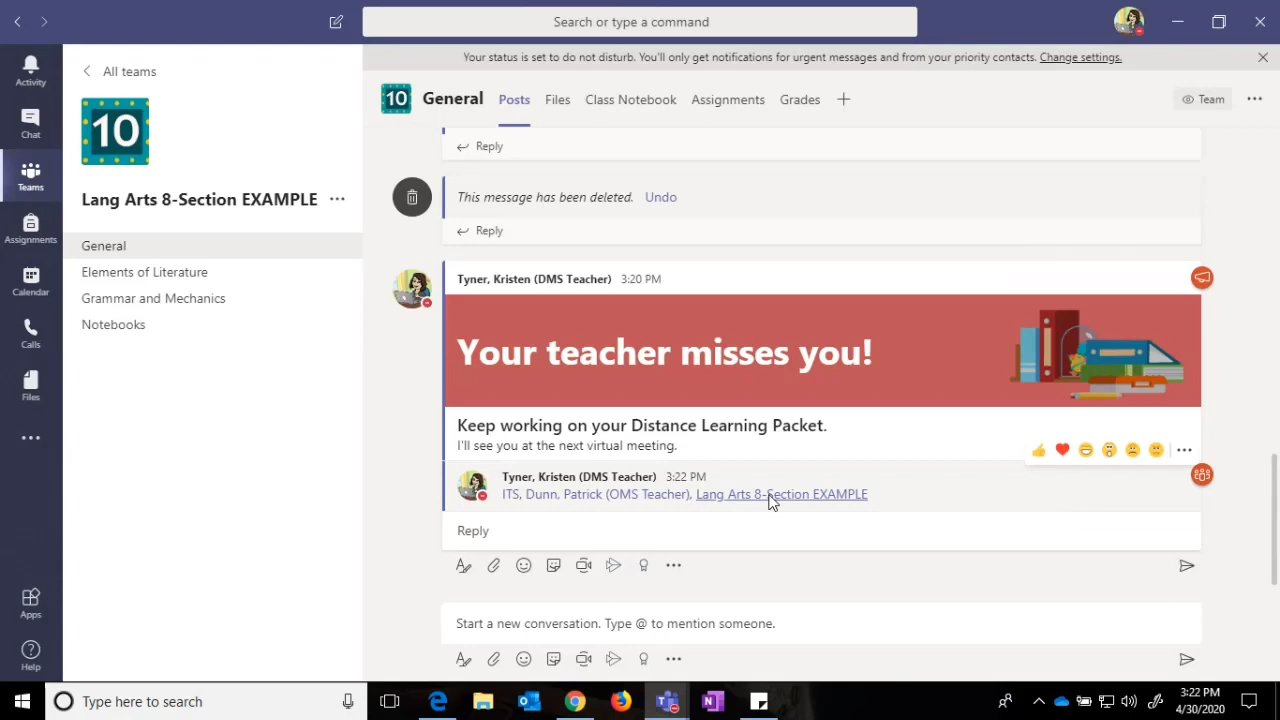 Search or type a command
Your status is set to do not disturb. You'll only get notifications for urgent messages and from your priority contacts. Change settings.
Activity
Chat
Teams
Assignments
Calendar
Calls
Files
Apps
Help
All teams
10
Lang Arts 8-Section EXAMPLE
General
Elements of Literature
Grammar and Mechanics
Notebooks
10 General Posts Files Class Notebook Assignments Grades Team
Reply
This message has been deleted. Undo
Reply
Tyner, Kristen (DMS Teacher) 3:20 PM
Your teacher misses you!
Keep working on your Distance Learning Packet.
I'll see you at the next virtual meeting.
Tyner, Kristen (DMS Teacher) 3:22 PM
ITS, Dunn, Patrick (OMS Teacher), Lang Arts 8-Section EXAMPLE
Reply
Start a new conversation. Type @ to mention someone.
Type here to search
3:22 PM
4/30/2020